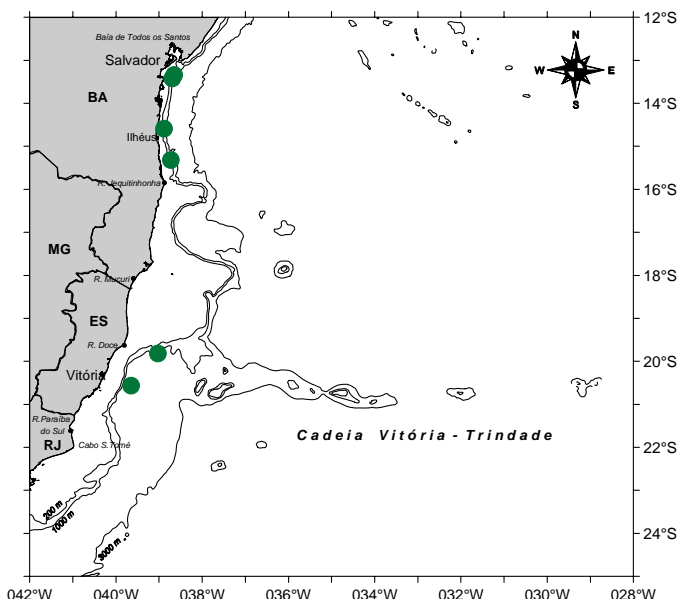 12°S
Baía de Todos os Santos
N
Salvador
W
E
S
BA
14°S
Ilhéus
R. Jequitinhonha
16°S
MG
R. Mucuri
18°S
ES
R. Doce
20°S
Vitória
R.Paraíba
do Sul
Cadeia Vitória - Trindade
RJ
Cabo S.Tomé
22°S
200 m
1000 m
3000 m
24°S
042°W
040°W
038°W
036°W
034°W
032°W
030°W
028°W